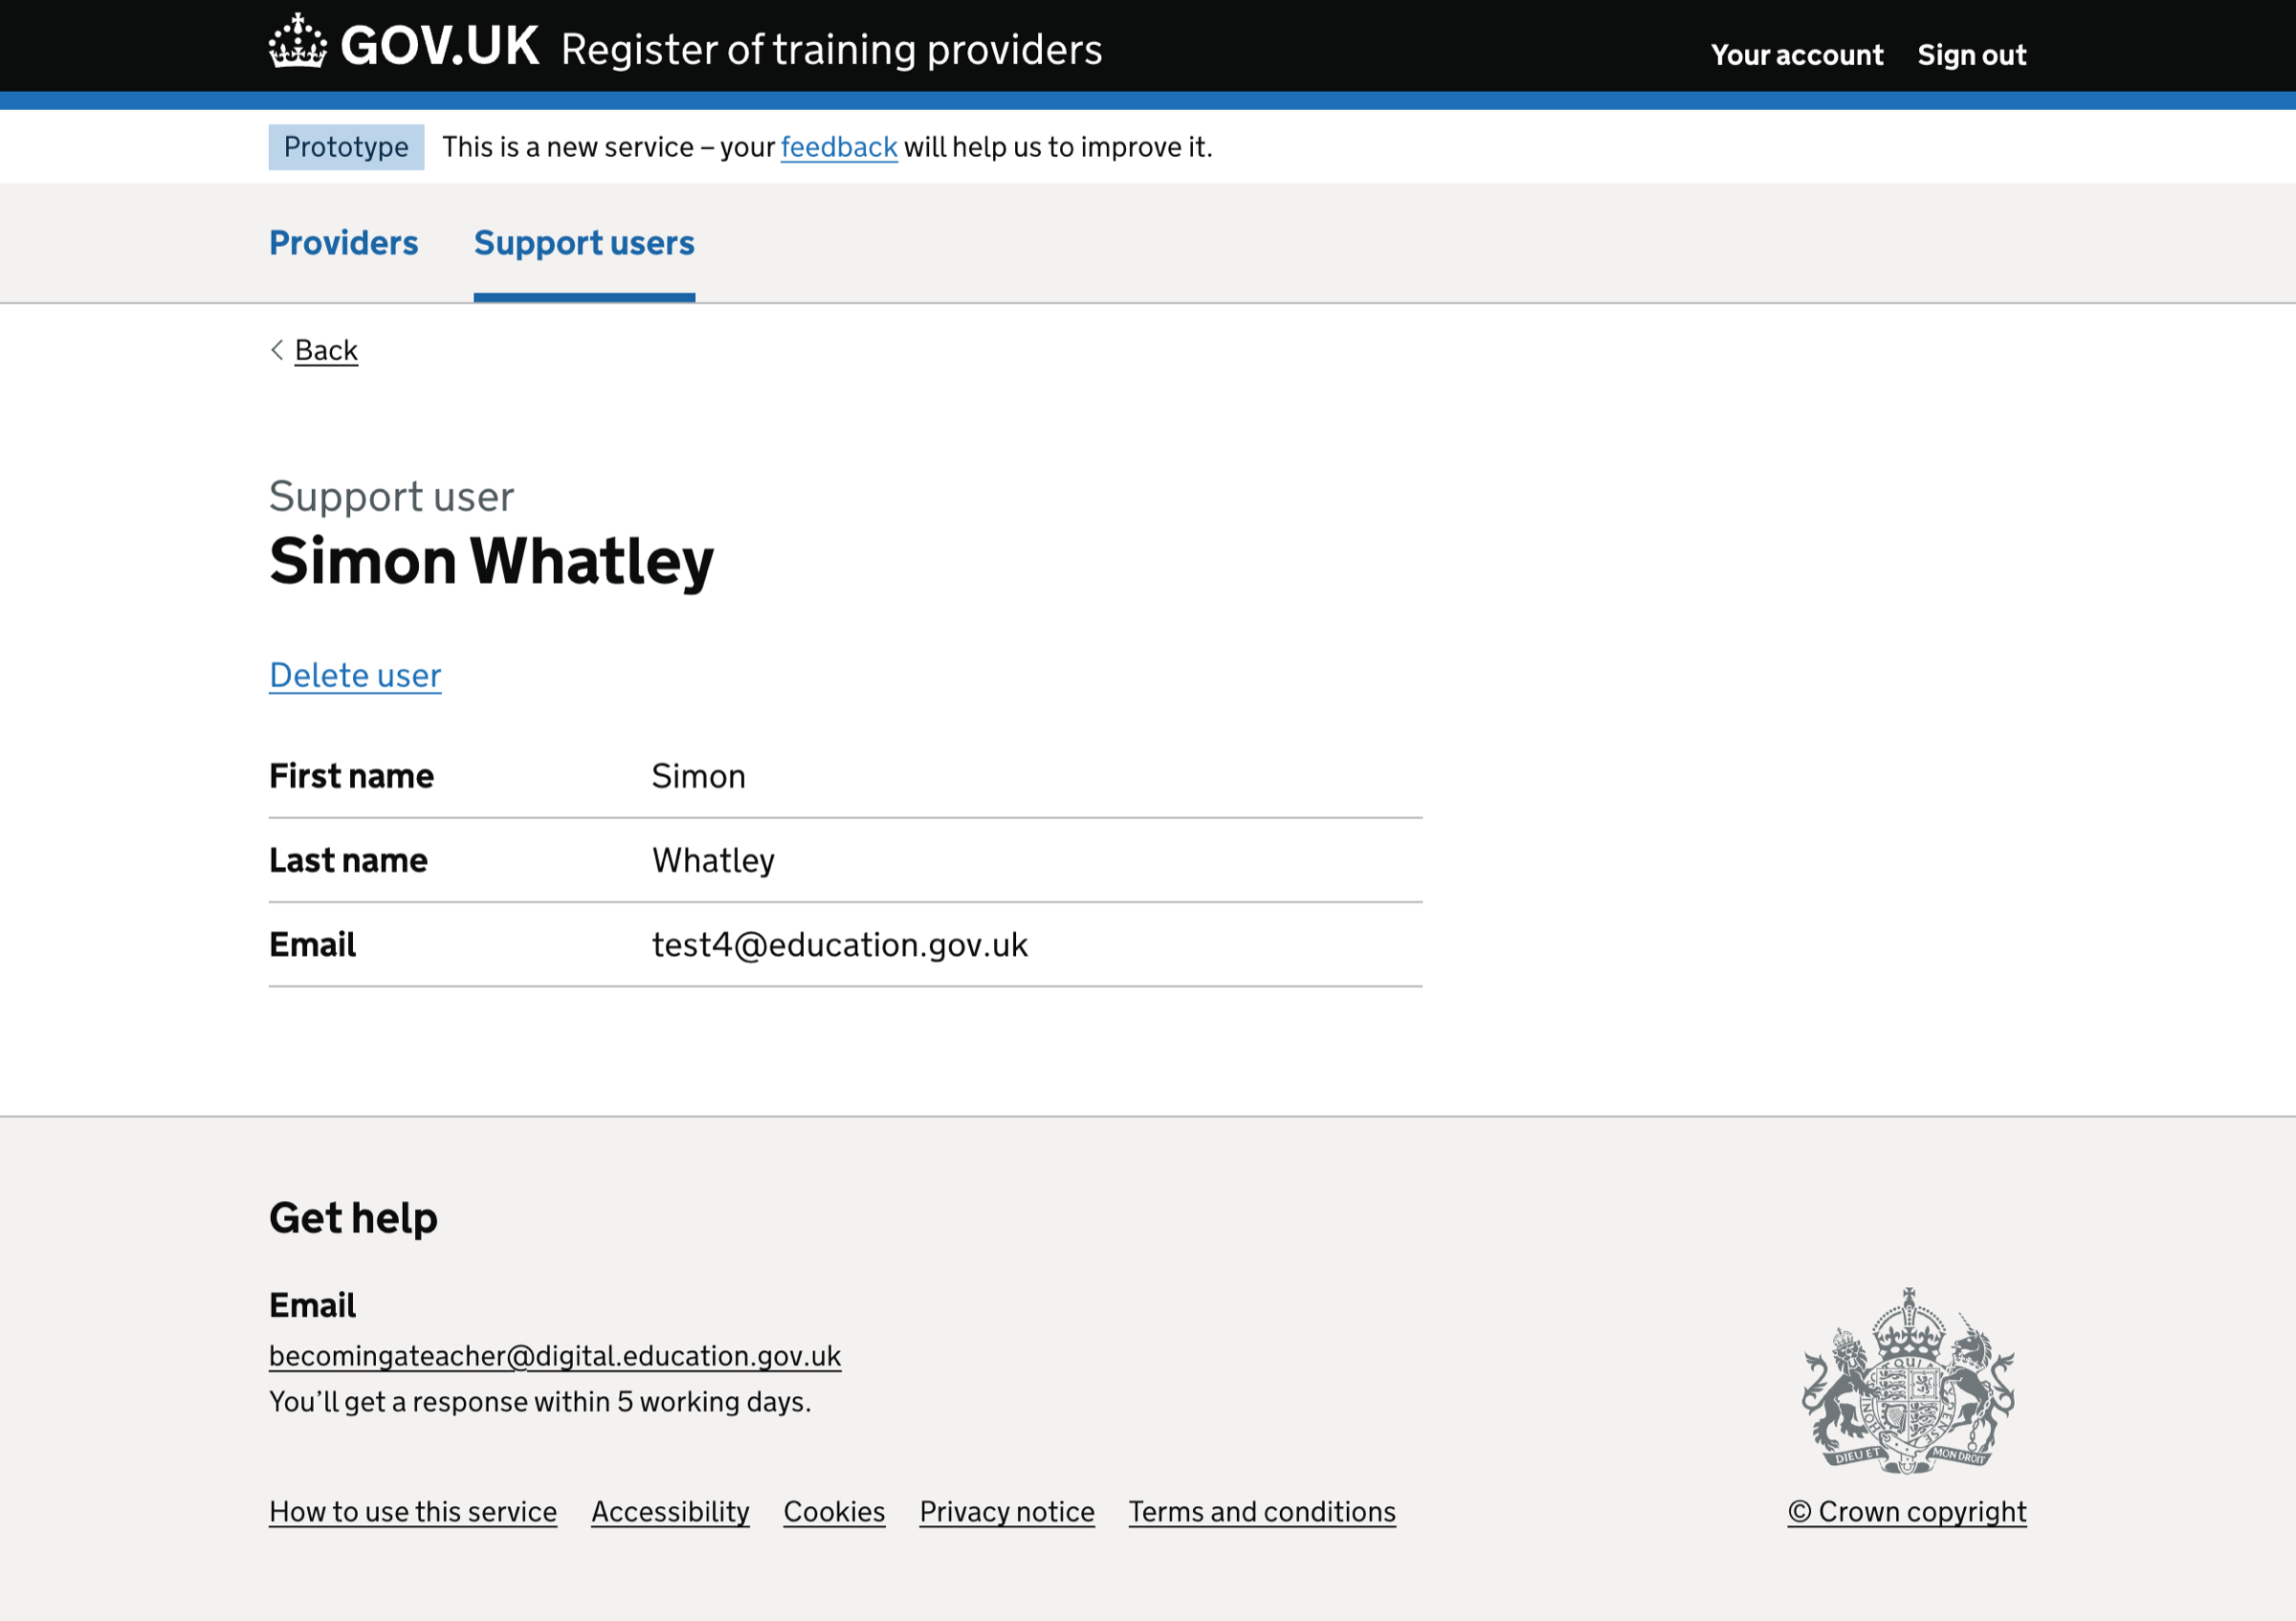 GOV.UK Register of training providers
Your account Sign out
Prototype This is a new service – your feedback will help us to improve it.
Providers Support users
Back
Support user
Simon Whatley
Delete user
First name Simon
Last name Whatley
Email test4@education.gov.uk
Get help
Email
becomingateacher@digital.education.gov.uk
You’ll get a response within 5 working days.
DIEU ET MON DROIT
How to use this service Accessibility Cookies Privacy notice Terms and conditions
© Crown copyright